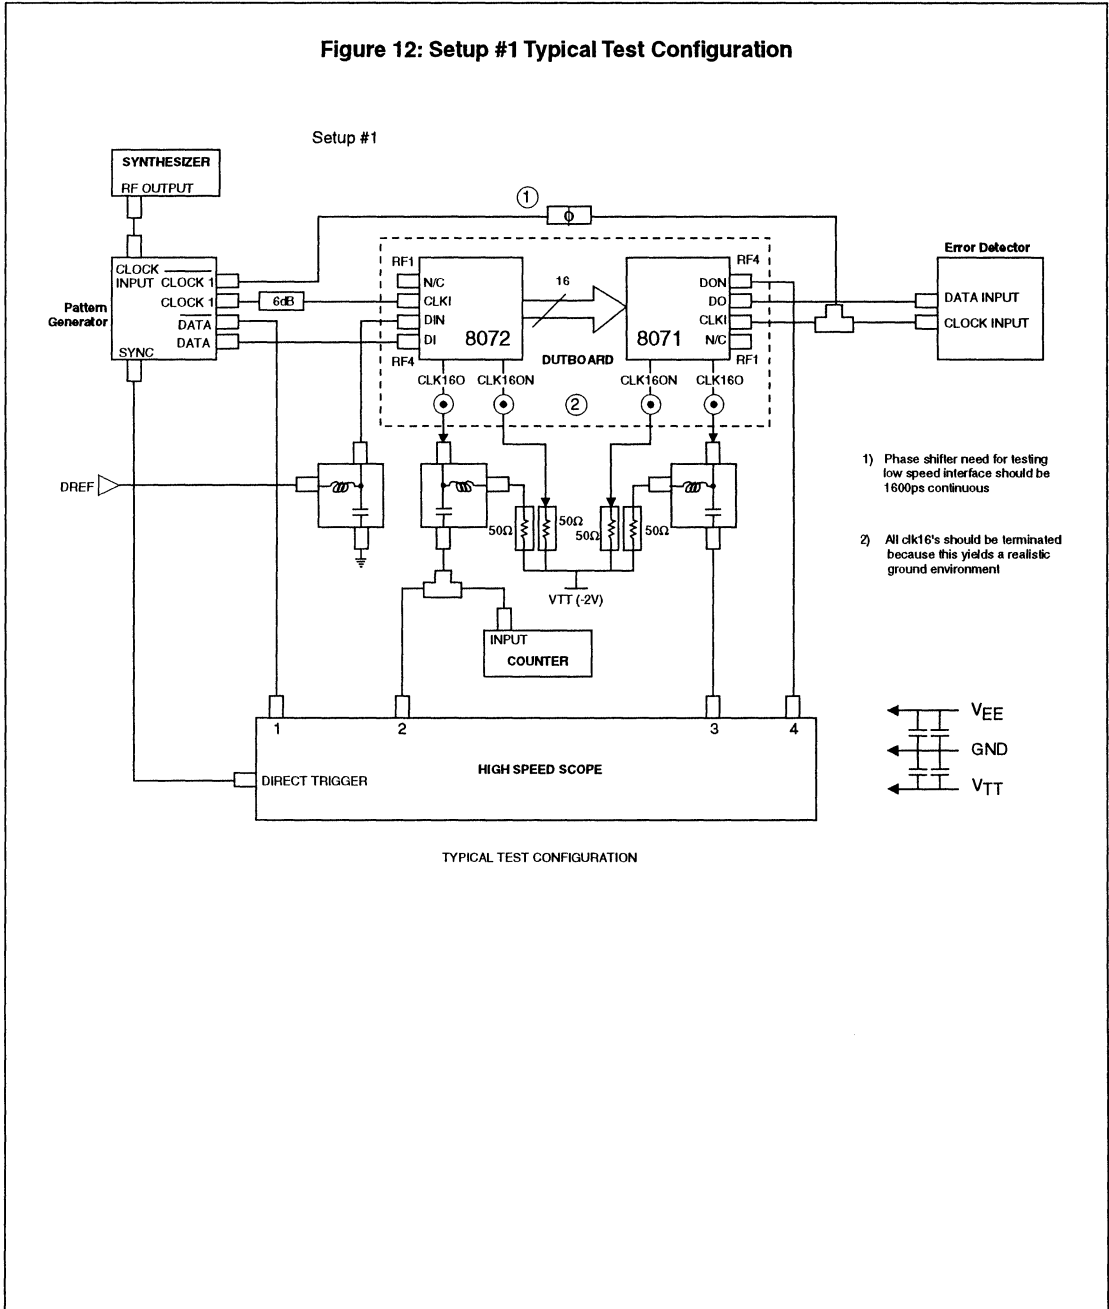 Figure 12: Setup #1 Typical Test Configuration
Setup #1
SYNTHESIZER
RF OUTPUT
1
Error Detector
CLOCK
INPUT
CLOCK 1
CLOCK 1
DATA
DATA
SYNC
Pattern
Generator
6dB
RF1
N/C
CLKI
DIN
DI
RF4
8072
16
DUTBOARD
RF4
DON
DO
CLKI
N/C
RF1
8071
DATA INPUT
CLOCK INPUT
CLK16O
CLK16ON
CLK16ON
CLK16O
2
DREF
50Ω
50Ω
50Ω
50Ω
VTT (-2V)
INPUT
COUNTER
1) Phase shifter need for testing
low speed interface should be
1600ps continuous
2) All clk16's should be terminated
because this yields a realistic
ground environment
1
2
3
4
DIRECT TRIGGER
HIGH SPEED SCOPE
VEE
GND
VTT
TYPICAL TEST CONFIGURATION